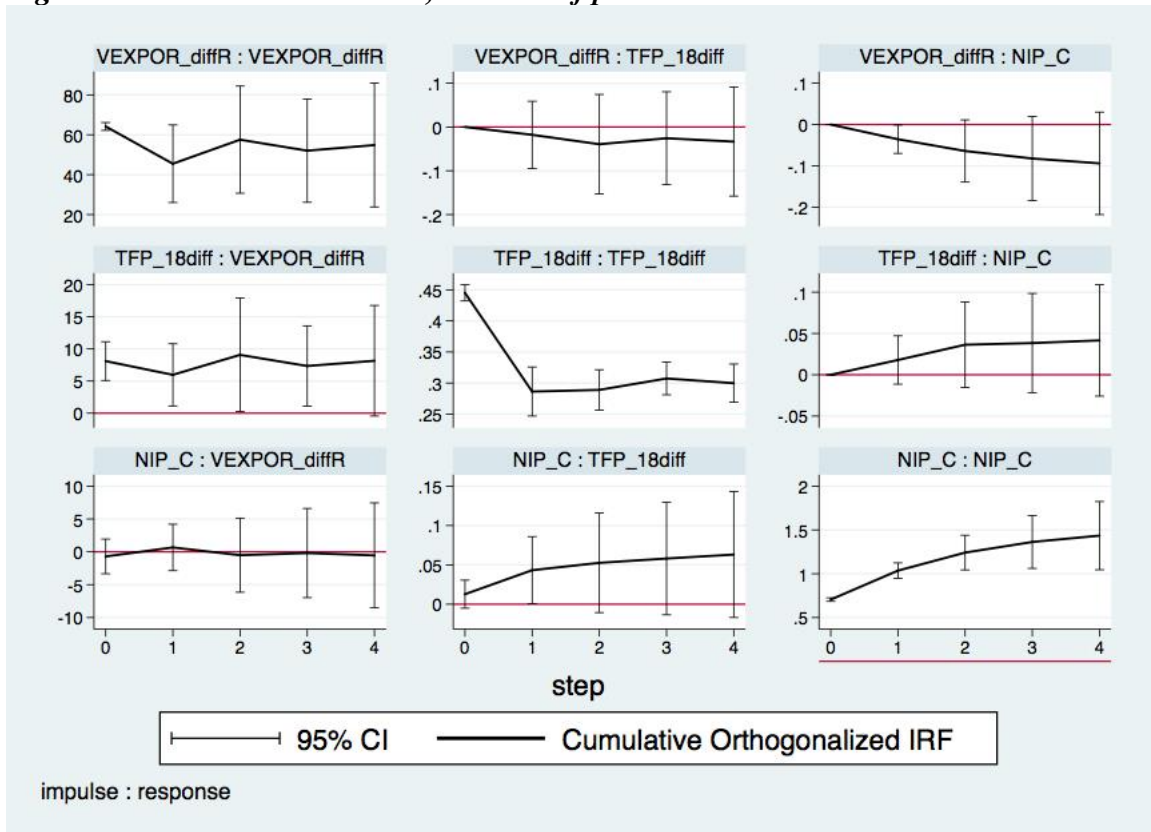 VEXPOR_diffR : VEXPOR_diffR
VEXPOR_diffR : TFP_18diff
VEXPOR_diffR : NIP_C
80
60
40
20
.1
0
-.1
-.2
.1
0
-.1
-.2
TFP_18diff : VEXPOR_diffR
TFP_18diff : TFP_18diff
TFP_18diff : NIP_C
20
15
10
5
0
.45
.4
.35
.3
.25
.1
.05
0
-.05
NIP_C : VEXPOR_diffR
NIP_C : TFP_18diff
NIP_C : NIP_C
10
5
0
-5
-10
.15
.1
.05
0
2
1.5
1
.5
0 1 2 3 4
0 1 2 3 4
0 1 2 3 4
step
95% CI
Cumulative Orthogonalized IRF
impulse : response